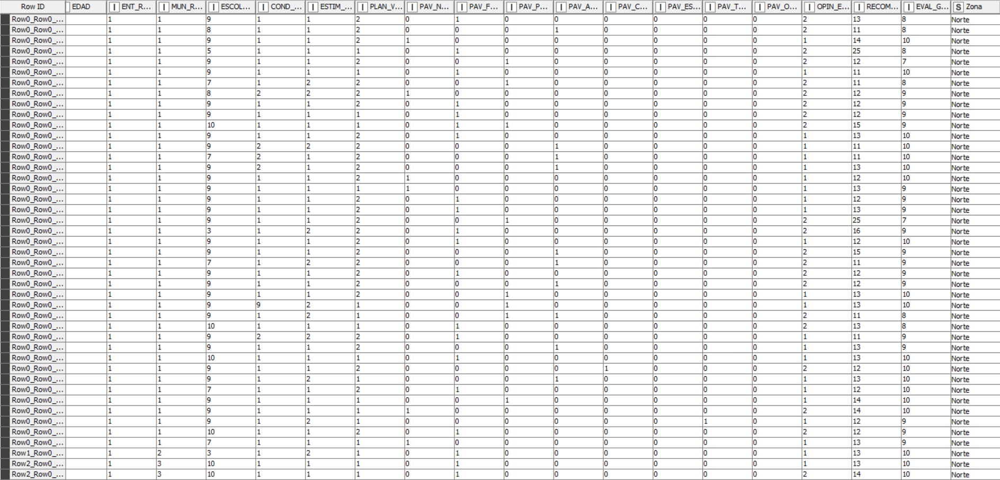 Row ID EDAD I ENT_R... I MUN_R... I ESCOL... I COND_... I ESTIM_... I PLAN_V... I PAV_N... I PAV_F... I PAV_P... I PAV_A... I PAV_C... I PAV_ES... I PAV_T... I PAV_O... I OPIN_E... I RECOM... I EVAL_G... S Zona
Row0_Row0_... 1 1 9 1 1 2 0 1 0 0 0 0 0 0 2 13 8 Norte
Row0_Row0_... 1 1 8 1 1 2 0 0 0 1 0 0 0 0 2 11 8 Norte
Row0_Row0_... 1 1 9 1 1 2 1 0 0 0 0 0 0 0 1 14 10 Norte
Row0_Row0_... 1 1 5 1 1 1 0 1 0 0 0 0 0 0 2 25 8 Norte
Row0_Row0_... 1 1 9 1 1 2 0 0 1 0 0 0 0 0 2 12 7 Norte
Row0_Row0_... 1 1 9 1 1 1 0 1 0 0 0 0 0 0 1 11 10 Norte
Row0_Row0_... 1 1 7 1 2 2 0 0 1 0 0 0 0 0 2 11 8 Norte
Row0_Row0_... 1 1 8 2 2 2 1 0 0 0 0 0 0 0 2 12 9 Norte
Row0_Row0_... 1 1 9 1 1 2 0 1 0 0 0 0 0 0 2 12 9 Norte
Row0_Row0_... 1 1 9 1 1 1 0 1 0 0 0 0 0 0 2 12 9 Norte
Row0_Row0_... 1 1 10 1 1 1 0 1 1 0 0 0 0 0 2 15 9 Norte
Row0_Row0_... 1 1 9 1 1 2 0 1 0 0 0 0 0 0 1 13 10 Norte
Row0_Row0_... 1 1 9 2 2 2 0 0 0 1 0 0 0 0 1 11 10 Norte
Row0_Row0_... 1 1 7 2 1 2 0 0 0 1 0 0 0 0 1 11 10 Norte
Row0_Row0_... 1 1 9 2 1 2 0 0 0 1 0 0 0 0 1 13 10 Norte
Row0_Row0_... 1 1 9 1 1 2 1 0 0 0 0 0 0 0 1 12 10 Norte
Row0_Row0_... 1 1 9 1 1 1 1 0 0 0 0 0 0 0 1 13 9 Norte
Row0_Row0_... 1 1 9 1 1 2 0 1 0 0 0 0 0 0 1 12 9 Norte
Row0_Row0_... 1 1 9 1 1 2 0 1 0 0 0 0 0 0 1 13 9 Norte
Row0_Row0_... 1 1 9 1 1 2 0 0 1 0 0 0 0 0 2 25 7 Norte
Row0_Row0_... 1 1 3 1 2 2 0 1 0 0 0 0 0 0 2 16 9 Norte
Row0_Row0_... 1 1 9 1 1 2 0 1 0 0 0 0 0 0 1 12 10 Norte
Row0_Row0_... 1 1 9 1 1 2 0 0 0 1 0 0 0 0 2 15 9 Norte
Row0_Row0_... 1 1 7 1 2 2 0 0 0 1 0 0 0 0 2 11 9 Norte
Row0_Row0_... 1 1 9 1 1 2 0 1 0 0 0 0 0 0 2 12 9 Norte
Row0_Row0_... 1 1 9 1 1 2 0 0 0 1 0 0 0 0 2 12 9 Norte
Row0_Row0_... 1 1 9 1 1 2 0 0 1 0 0 0 0 0 1 13 10 Norte
Row0_Row0_... 1 1 9 9 2 1 0 0 1 0 0 0 0 0 1 13 10 Norte
Row0_Row0_... 1 1 9 1 2 1 0 0 1 1 0 0 0 0 2 11 8 Norte
Row0_Row0_... 1 1 10 1 1 1 0 1 0 0 0 0 0 0 2 13 8 Norte
Row0_Row0_... 1 1 9 2 2 2 0 1 0 0 0 0 0 0 1 11 9 Norte
Row0_Row0_... 1 1 9 1 1 2 0 0 0 1 0 0 0 0 1 13 9 Norte
Row0_Row0_... 1 1 10 1 1 1 0 1 0 0 0 0 0 0 1 13 10 Norte
Row0_Row0_... 1 1 9 1 1 2 0 0 0 0 1 0 0 0 2 12 10 Norte
Row0_Row0_... 1 1 9 1 2 1 0 0 0 1 0 0 0 0 1 13 10 Norte
Row0_Row0_... 1 1 7 1 1 2 0 1 0 0 0 0 0 0 1 12 10 Norte
Row0_Row0_... 1 1 9 1 1 1 0 0 1 0 0 0 0 0 1 14 10 Norte
Row0_Row0_... 1 1 9 1 1 1 1 0 0 0 0 0 0 0 2 14 10 Norte
Row0_Row0_... 1 1 9 1 2 1 0 0 0 0 0 0 1 0 1 12 9 Norte
Row0_Row0_... 1 1 10 1 1 2 0 1 0 0 0 0 0 0 2 12 9 Norte
Row0_Row0_... 1 1 7 1 1 1 1 0 0 0 0 0 0 0 1 13 9 Norte
Row1_Row0_... 1 2 3 1 2 1 0 1 0 0 0 0 0 0 1 13 10 Norte
Row2_Row0_... 1 3 10 1 1 1 0 1 0 0 0 0 0 0 1 13 10 Norte
Row2_Row0_... 1 3 10 1 1 1 0 1 0 0 0 0 0 0 2 14 10 Norte